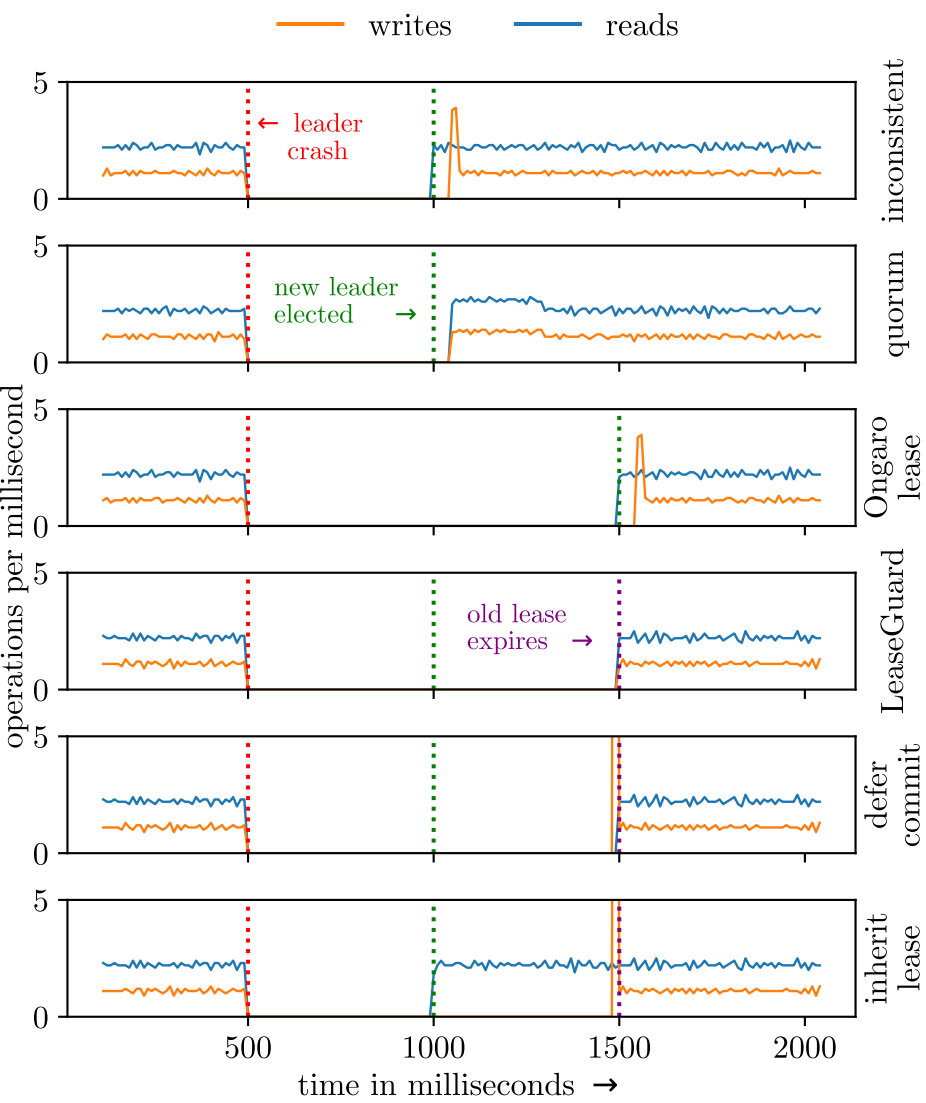 writes reads
5
0
← leader
crash
inconsistent
5
0
new leader
elected →
quorum
operations per millisecond
5
0
Ongaro
lease
5
0
old lease
expires →
LeaseGuard
5
0
defer
commit
5
0
inherit
lease
500 1000 1500 2000
time in milliseconds →